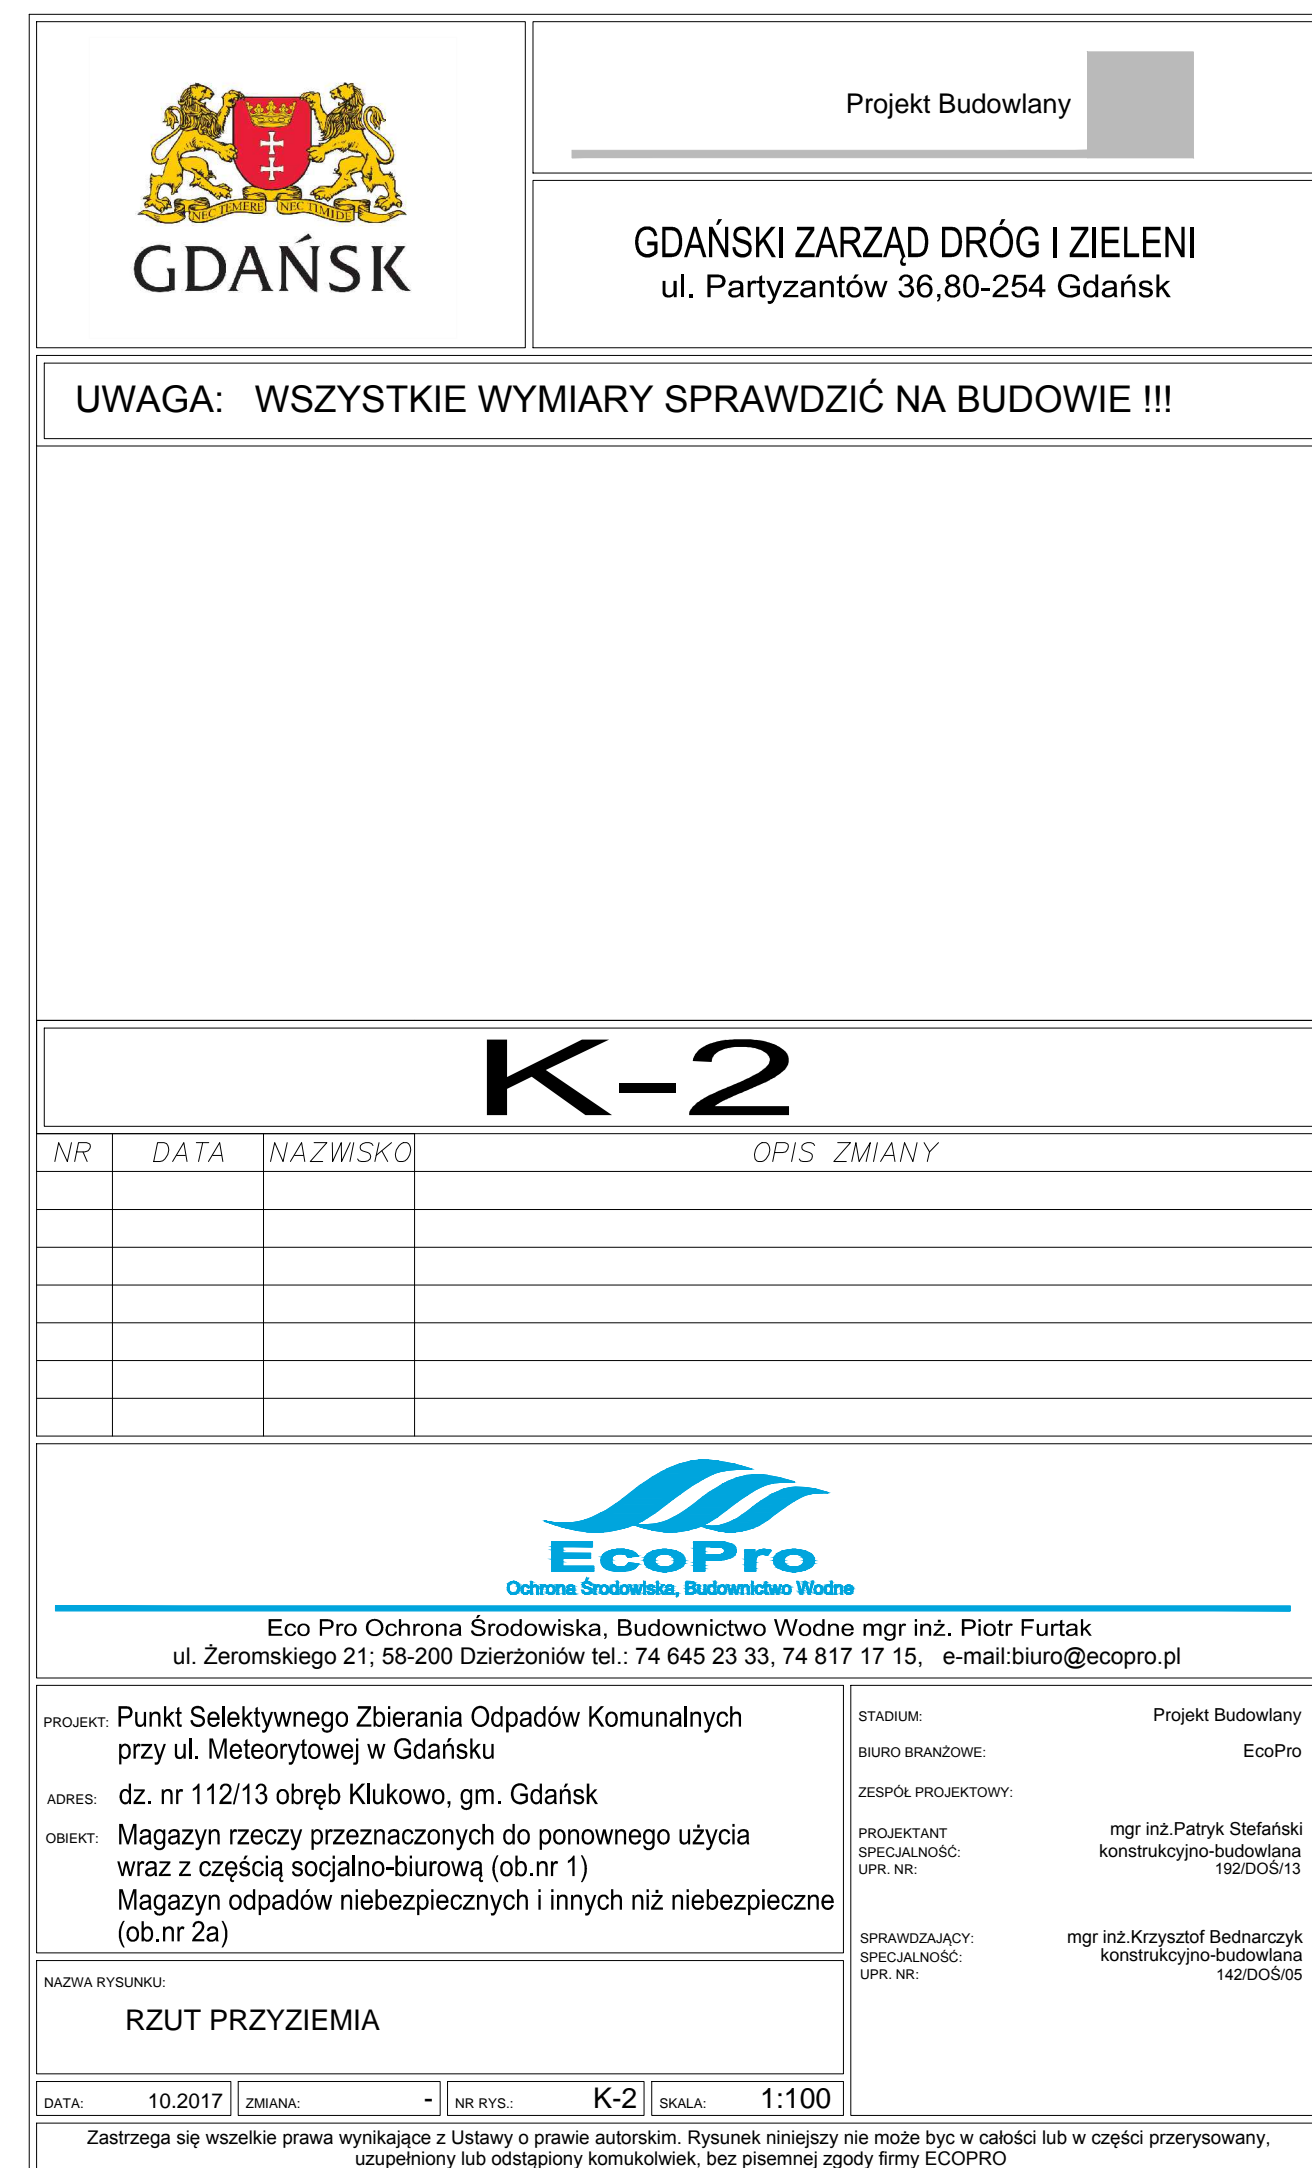 NEC TEMERE NEC TIMIDE
GDAŃSK
Projekt Budowlany
GDAŃSKI ZARZĄD DRÓG I ZIELENI
ul. Partyzantów 36,80-254 Gdańsk
UWAGA: WSZYSTKIE WYMIARY SPRAWDZIĆ NA BUDOWIE !!!
K-2
NR DATA NAZWISKO OPIS ZMIANY
EcoPro
Ochrona Środowiska, Budownictwo Wodne
Eco Pro Ochrona Środowiska, Budownictwo Wodne mgr inż. Piotr Furtak
ul. Żeromskiego 21; 58-200 Dzierżoniów tel.: 74 645 23 33, 74 817 17 15, e-mail:biuro@ecopro.pl
PROJEKT: Punkt Selektywnego Zbierania Odpadów Komunalnych
przy ul. Meteorytowej w Gdańsku
ADRES: dz. nr 112/13 obręb Klukowo, gm. Gdańsk
OBIEKT: Magazyn rzeczy przeznaczonych do ponownego użycia
wraz z częścią socjalno-biurową (ob.nr 1)
Magazyn odpadów niebezpiecznych i innych niż niebezpieczne
(ob.nr 2a)
NAZWA RYSUNKU:
RZUT PRZYZIEMIA
STADIUM: Projekt Budowlany
BIURO BRANŻOWE: EcoPro
ZESPÓŁ PROJEKTOWY:
PROJEKTANT mgr inż.Patryk Stefański
SPECJALNOŚĆ: konstrukcyjno-budowlana
UPR. NR: 192/DOŚ/13
SPRAWDZAJĄCY: mgr inż.Krzysztof Bednarczyk
SPECJALNOŚĆ: konstrukcyjno-budowlana
UPR. NR: 142/DOŚ/05
DATA: 10.2017 ZMIANA: - NR RYS.: K-2 SKALA: 1:100
Zastrzega się wszelkie prawa wynikające z Ustawy o prawie autorskim. Rysunek niniejszy nie może byc w całości lub w części przerysowany,
uzupełniony lub odstąpiony komukolwiek, bez pisemnej zgody firmy ECOPRO